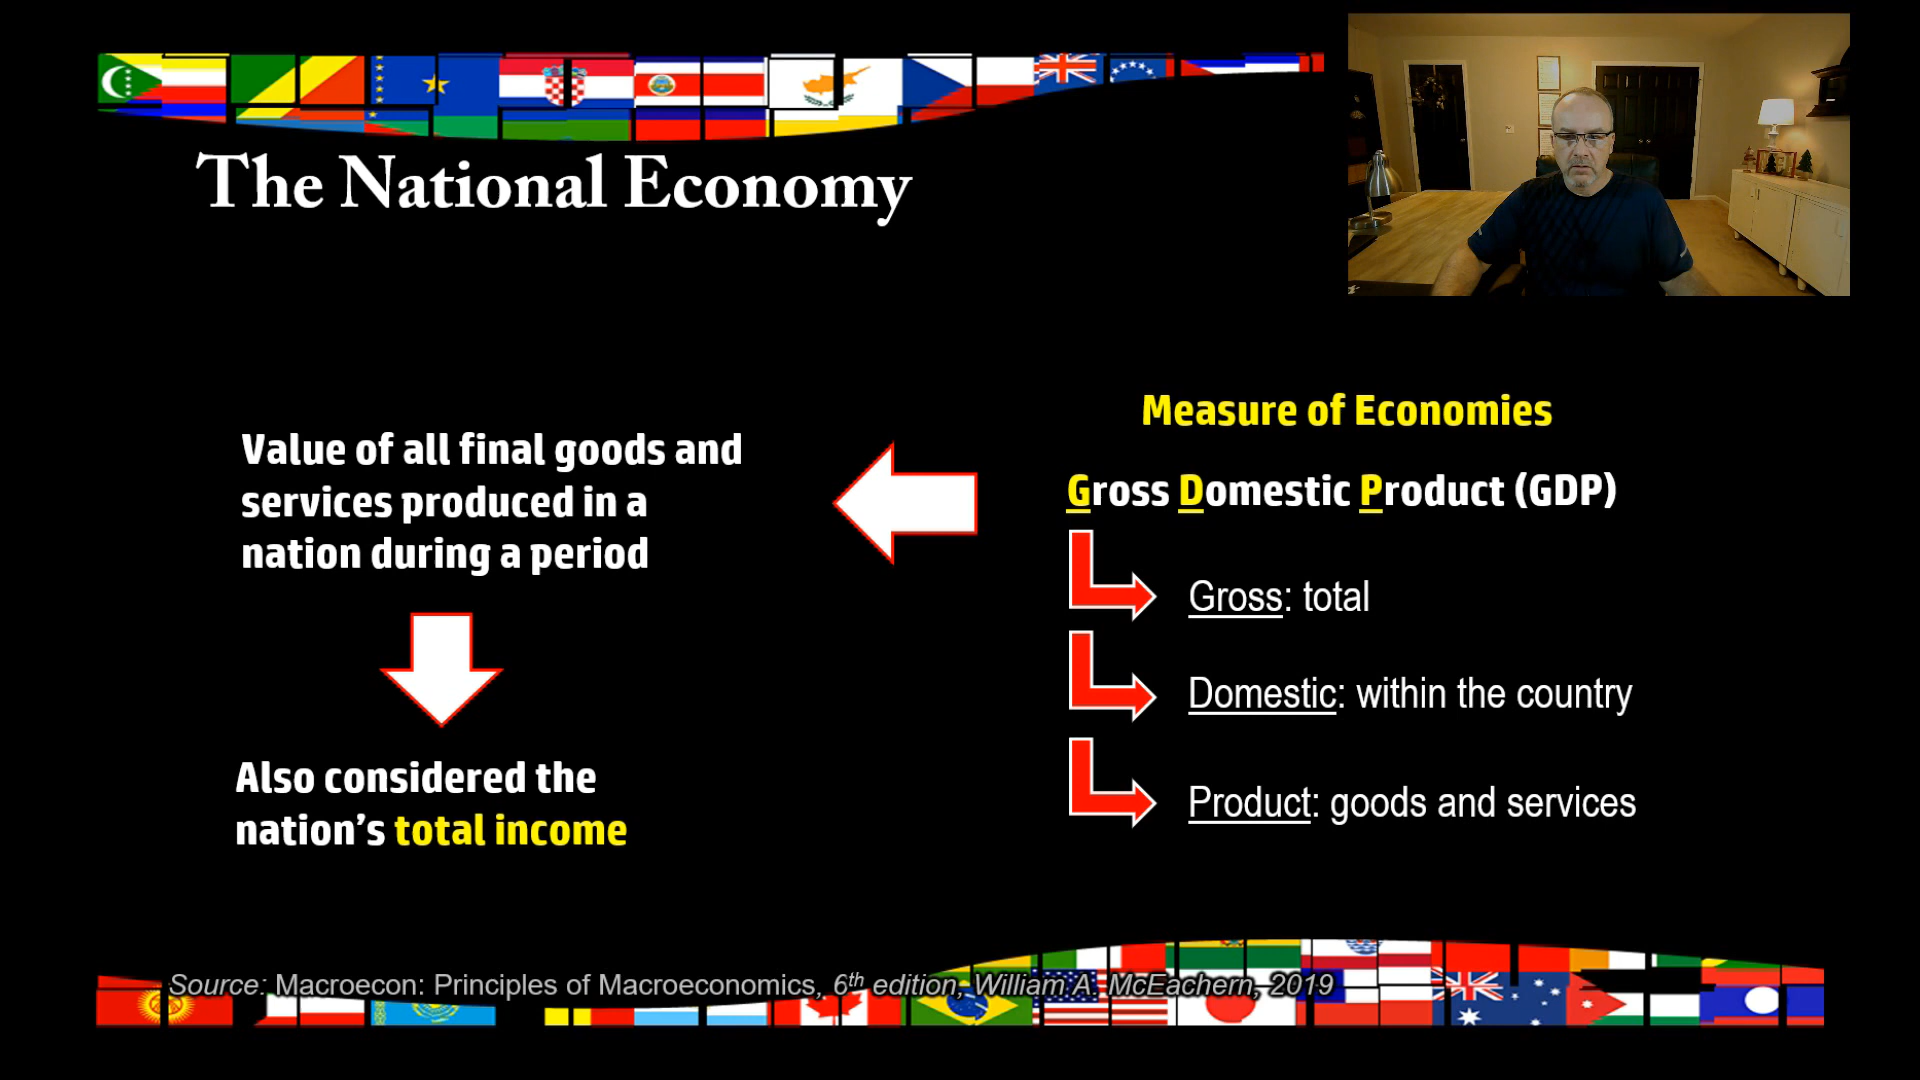 The National Economy
Value of all final goods and
services produced in a
nation during a period
Also considered the
nation’s total income
Measure of Economies
Gross Domestic Product (GDP)
Gross: total
Domestic: within the country
Product: goods and services
Source: Macroecon: Principles of Macroeconomics, 6th edition, William A. McEachern, 2019